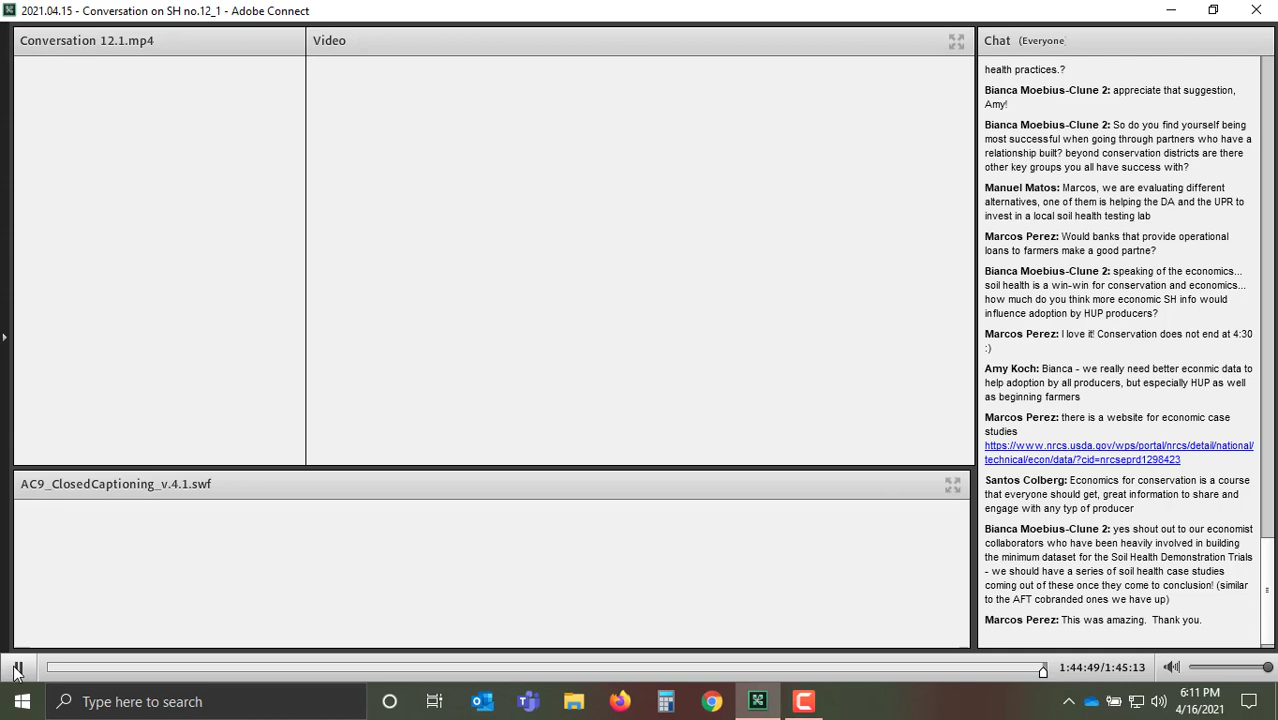 2021.04.15 - Conversation on SH no.12_1 - Adobe Connect
Conversation 12.1.mp4
Video
Chat (Everyone)
health practices.?
Bianca Moebius-Clune 2: appreciate that suggestion,
Amy!
Bianca Moebius-Clune 2: So do you find yourself being
most successful when going through partners who have a
relationship built? beyond conservation districts are there
other key groups you all have success with?
Manuel Matos: Marcos, we are evaluating different
alternatives, one of them is helping the DA and the UPR to
invest in a local soil health testing lab
Marcos Perez: Would banks that provide operational
loans to farmers make a good partne?
Bianca Moebius-Clune 2: speaking of the economics...
soil health is a win-win for conservation and economics...
how much do you think more economic SH info would
influence adoption by HUP producers?
Marcos Perez: I love it! Conservation does not end at 4:30
:)
Amy Koch: Bianca - we really need better econmic data to
help adoption by all producers, but especially HUP as well
as beginning farmers
Marcos Perez: there is a website for economic case
studies
https://www.nrcs.usda.gov/wps/portal/nrcs/detail/national/
technical/econ/data/?cid=nrcseprd1298423
Santos Colberg: Economics for conservation is a course
that everyone should get, great information to share and
engage with any typ of producer
Bianca Moebius-Clune 2: yes shout out to our economist
collaborators who have been heavily involved in building
the minimum dataset for the Soil Health Demonstration Trials
- we should have a series of soil health case studies
coming out of these once they come to conclusion! (similar
to the AFT cobranded ones we have up)
Marcos Perez: This was amazing. Thank you.
AC9_ClosedCaptioning_v.4.1.swf
1:44:49/1:45:13
Type here to search
6:11 PM
4/16/2021